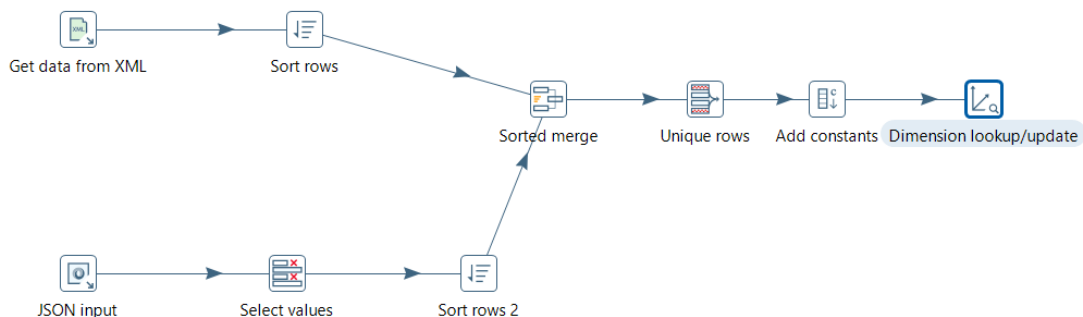 Get data from XML
Sort rows
Sorted merge
Unique rows
Add constants
Dimension lookup/update
JSON input
Select values
Sort rows 2